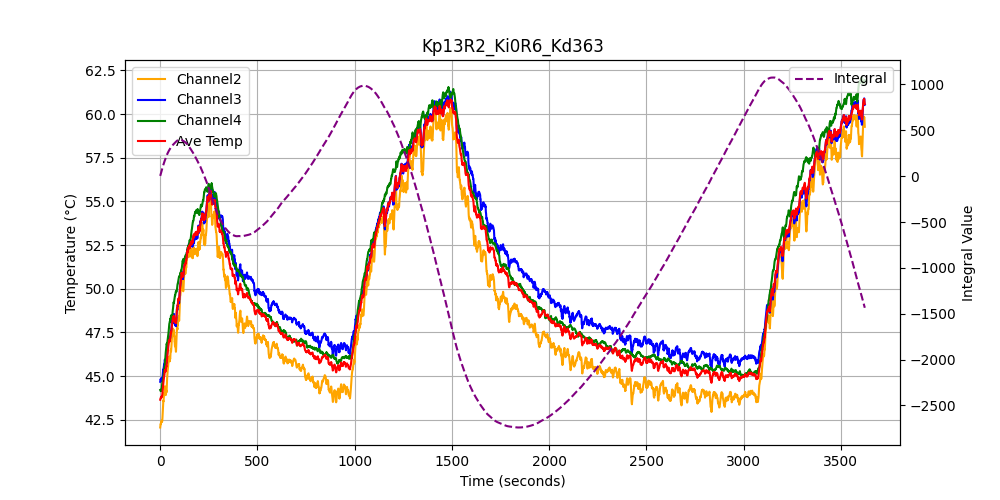 Kp13R2_Ki0R6_Kd363
Channel2
Channel3
Channel4
Ave Temp
Integral
Temperature (°C)
62.5
60.0
57.5
55.0
52.5
50.0
47.5
45.0
42.5
1000
500
0
−500
−1000
−1500
−2000
−2500
Integral Value
0
500
1000
1500
2000
2500
3000
3500
Time (seconds)